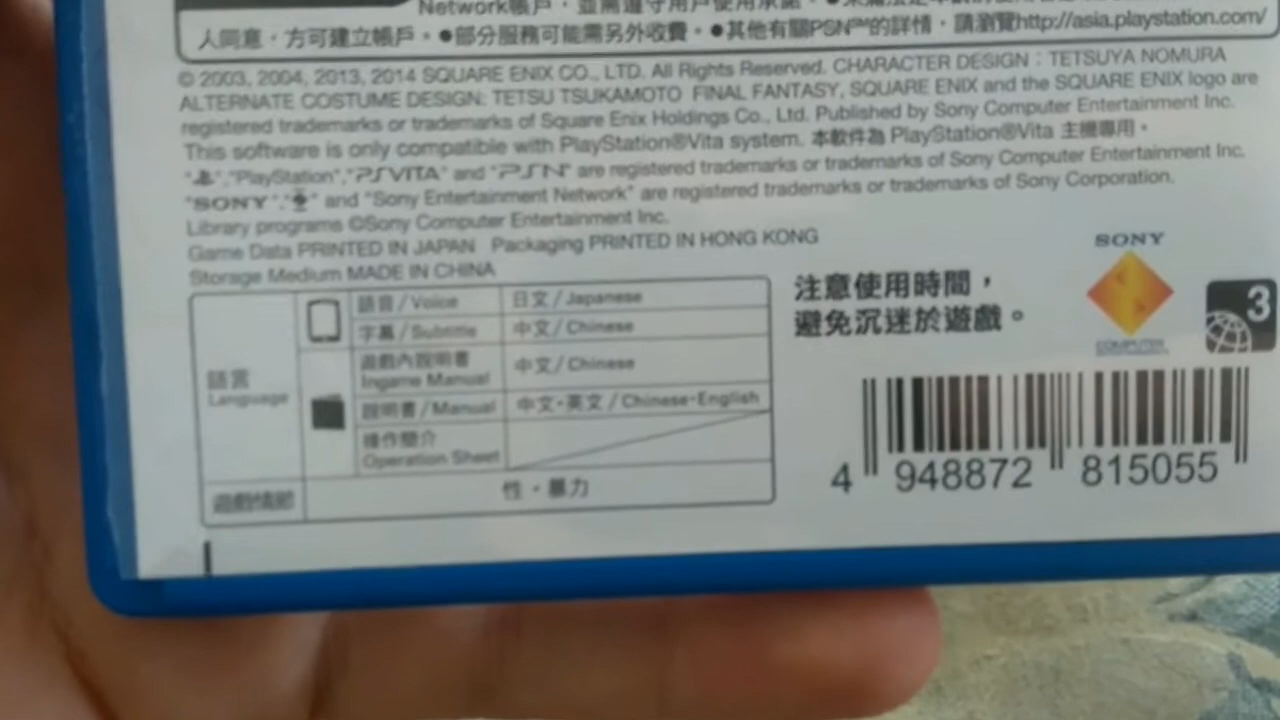 Network帳戶，並需遵守用戶使用承諾。
人同意，方可建立帳戶。●部分服務可能需另外收費。●其他有關PSN℠的詳情，請瀏覽http://asia.playstation.com/
© 2003, 2004, 2013, 2014 SQUARE ENIX CO., LTD. All Rights Reserved. CHARACTER DESIGN：TETSUYA NOMURA
ALTERNATE COSTUME DESIGN: TETSU TSUKAMOTO FINAL FANTASY, SQUARE ENIX and the SQUARE ENIX logo are
registered trademarks or trademarks of Square Enix Holdings Co., Ltd. Published by Sony Computer Entertainment Inc.
This software is only compatible with PlayStation®Vita system. 本軟件為 PlayStation®Vita 主機專用。
"","PlayStation","PSVITA" and "PSN" are registered trademarks or trademarks of Sony Computer Entertainment Inc.
"SONY","" and "Sony Entertainment Network" are registered trademarks or trademarks of Sony Corporation.
Library programs ©Sony Computer Entertainment Inc.
Game Data PRINTED IN JAPAN Packaging PRINTED IN HONG KONG
Storage Medium MADE IN CHINA
語言
Language
語音/Voice 日文/Japanese
字幕/Subtitle 中文/Chinese
遊戲內說明書
Ingame Manual
中文/Chinese
說明書/Manual 中文・英文/Chinese・English
操作簡介
Operation Sheet
遊戲情節 性・暴力
注意使用時間，
避免沉迷於遊戲。
SONY
COMPUTER
3
4 948872 815055